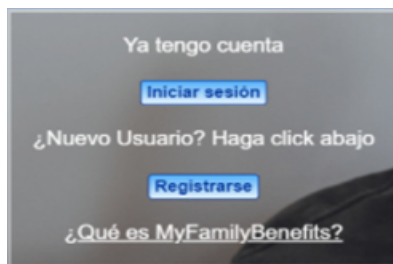 Ya tengo cuenta
Iniciar sesión
¿Nuevo Usuario? Haga click abajo
Registrarse
¿Qué es MyFamilyBenefits?